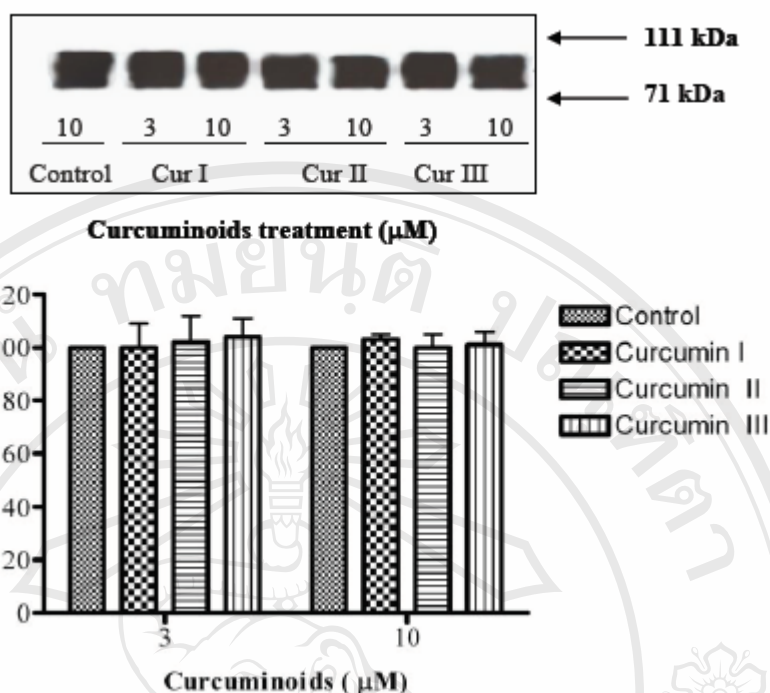 111 kDa
71 kDa
10 3 10 3 10 3 10
Control Cur I Cur II Cur III
Curcuminoids treatment (μM)
20
00
80
60
40
20
0
3 10
Curcuminoids ( μM)
Control
Curcumin I
Curcumin II
Curcumin III